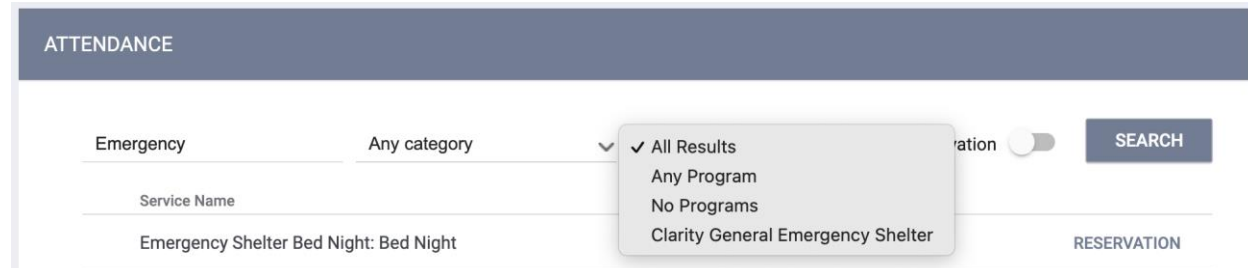 ATTENDANCE
Emergency Any category ✓ All Results vation SEARCH
Any Program
No Programs
Service Name
Clarity General Emergency Shelter
Emergency Shelter Bed Night: Bed Night RESERVATION